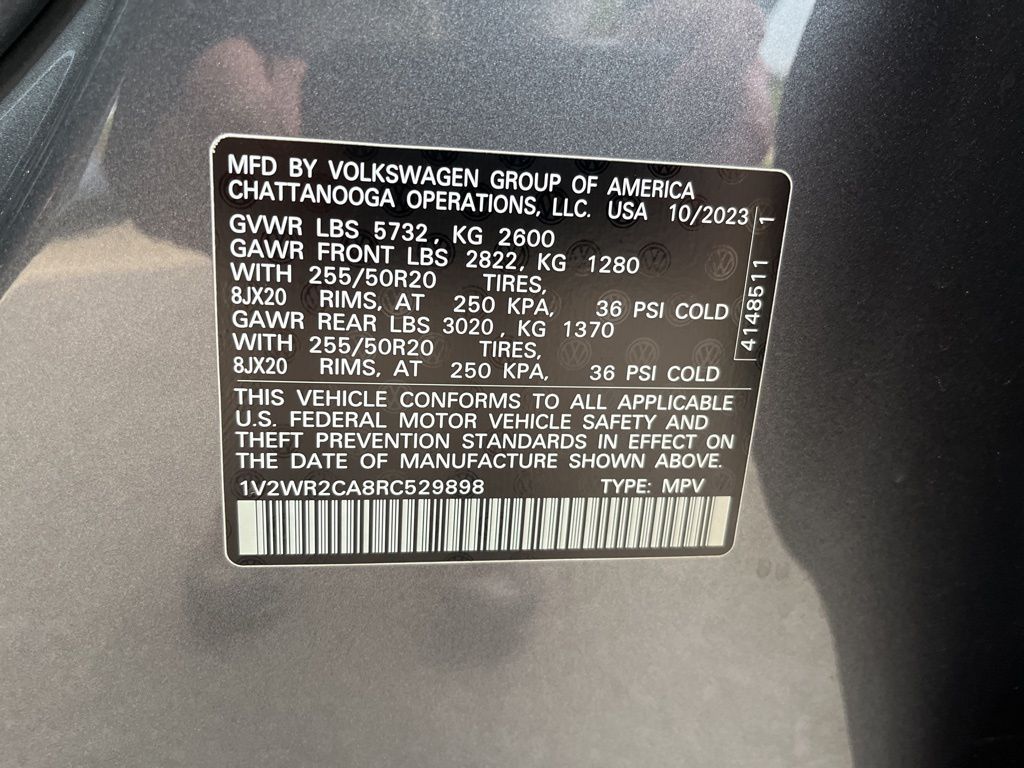 MFD BY VOLKSWAGEN GROUP OF AMERICA
CHATTANOOGA OPERATIONS, LLC. USA 10/2023
GVWR LBS 5732, KG 2600
GAWR FRONT LBS 2822, KG 1280
WITH 255/50R20 TIRES,
8JX20 RIMS, AT 250 KPA, 36 PSI COLD
GAWR REAR LBS 3020, KG 1370
WITH 255/50R20 TIRES,
8JX20 RIMS, AT 250 KPA, 36 PSI COLD
4148511 1
THIS VEHICLE CONFORMS TO ALL APPLICABLE
U.S. FEDERAL MOTOR VEHICLE SAFETY AND
THEFT PREVENTION STANDARDS IN EFFECT ON
THE DATE OF MANUFACTURE SHOWN ABOVE.
1V2WR2CA8RC529898 TYPE: MPV